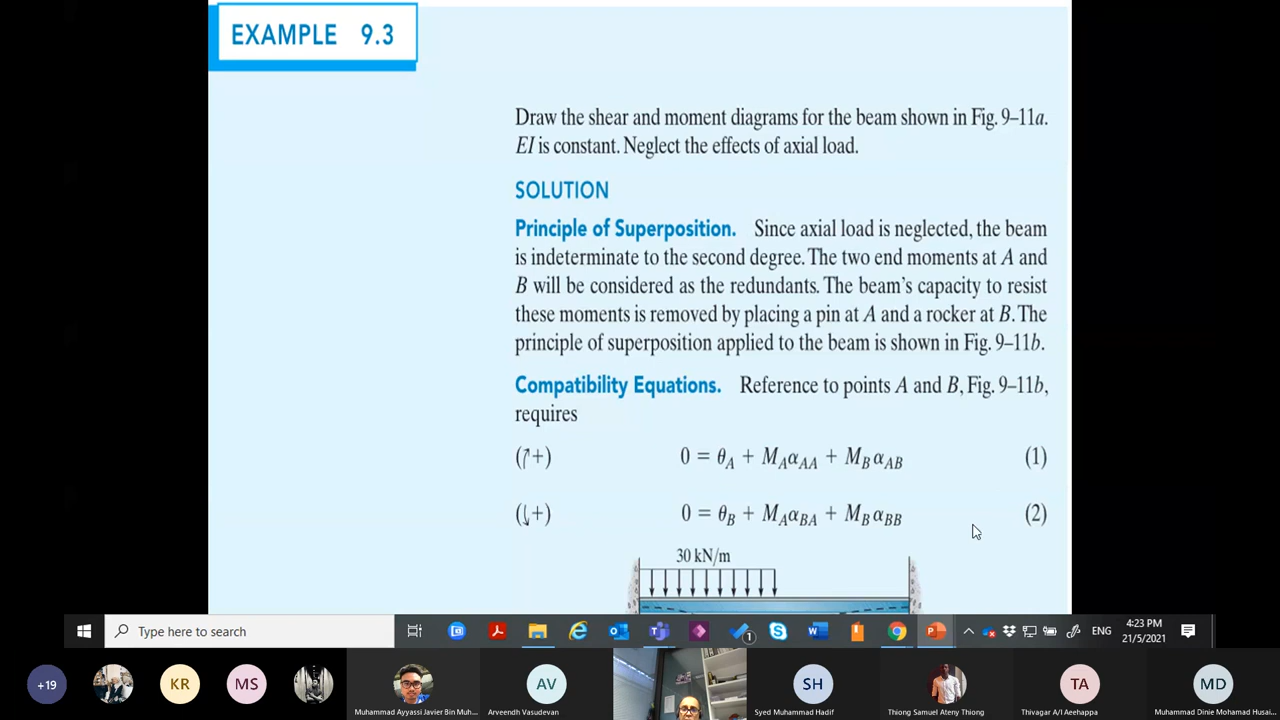 EXAMPLE 9.3
Draw the shear and moment diagrams for the beam shown in Fig. 9–11a.
EI is constant. Neglect the effects of axial load.
SOLUTION
Principle of Superposition. Since axial load is neglected, the beam
is indeterminate to the second degree. The two end moments at A and
B will be considered as the redundants. The beam's capacity to resist
these moments is removed by placing a pin at A and a rocker at B. The
principle of superposition applied to the beam is shown in Fig. 9–11b.
Compatibility Equations. Reference to points A and B, Fig. 9–11b,
requires
(↱+) 0 = θ_A + M_Aα_AA + M_Bα_AB (1)
(⤹+) 0 = θ_B + M_Aα_BA + M_Bα_BB (2)
30 kN/m
Type here to search
1
ENG
4:23 PM
21/5/2021
+19
KR
MS
AV
SH
TA
MD
Muhammad Ayyassi Javier Bin Muh...
Arveendh Vasudevan
Syed Muhammad Hadif
Thiong Samuel Ateny Thiong
Thivagar A/l Aeehappa
Muhammad Dinie Mohamad Husai...